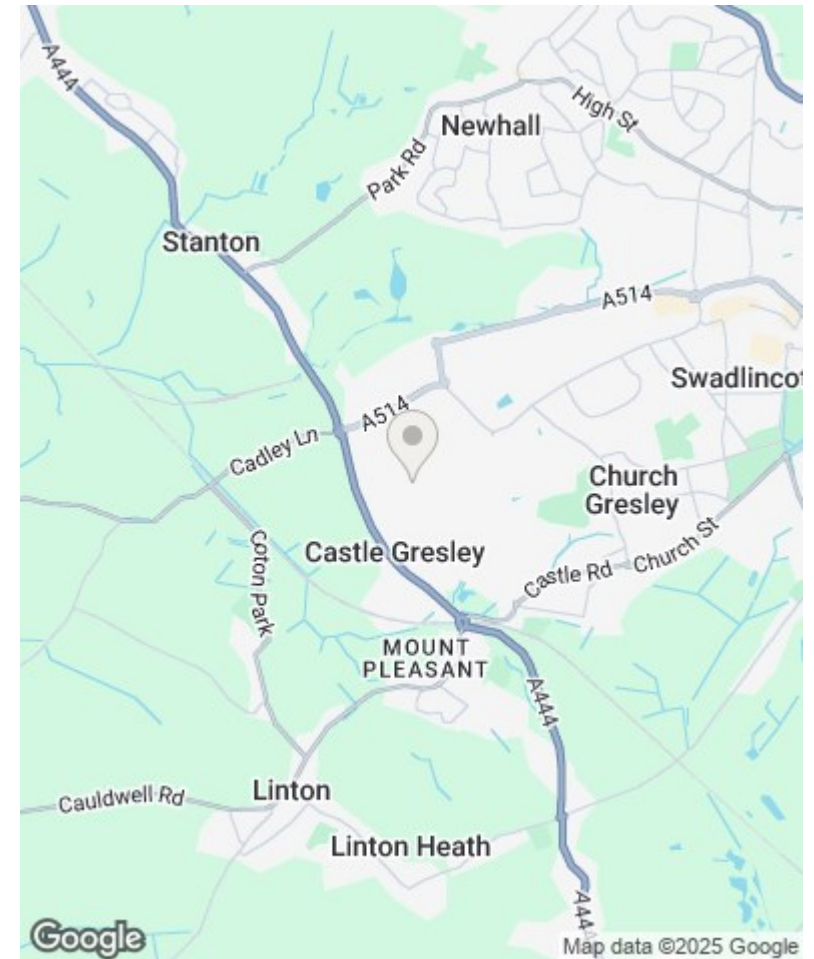 A444
High St
Newhall
Park Rd
Stanton
A514
Swadlincot
A514
Cadley Ln
Church
Gresley
Coton Park
Castle Gresley
Church St
Castle Rd
MOUNT
PLEASANT
A444
Linton
Cauldwell Rd
Linton Heath
A444
Google
Map data ©2025 Google